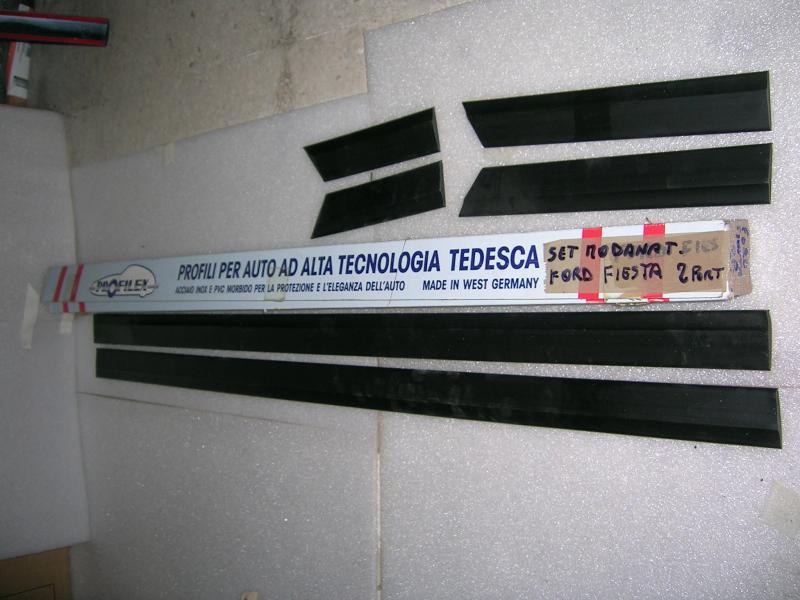 PROFILEX
PROFILI PER AUTO AD ALTA TECNOLOGIA TEDESCA
ACCIAIO INOX E PVC MORBIDO PER LA PROTEZIONE E L'ELEGANZA DELL'AUTO MADE IN WEST GERMANY
SET MODANAT.
FORD FIESTA 2